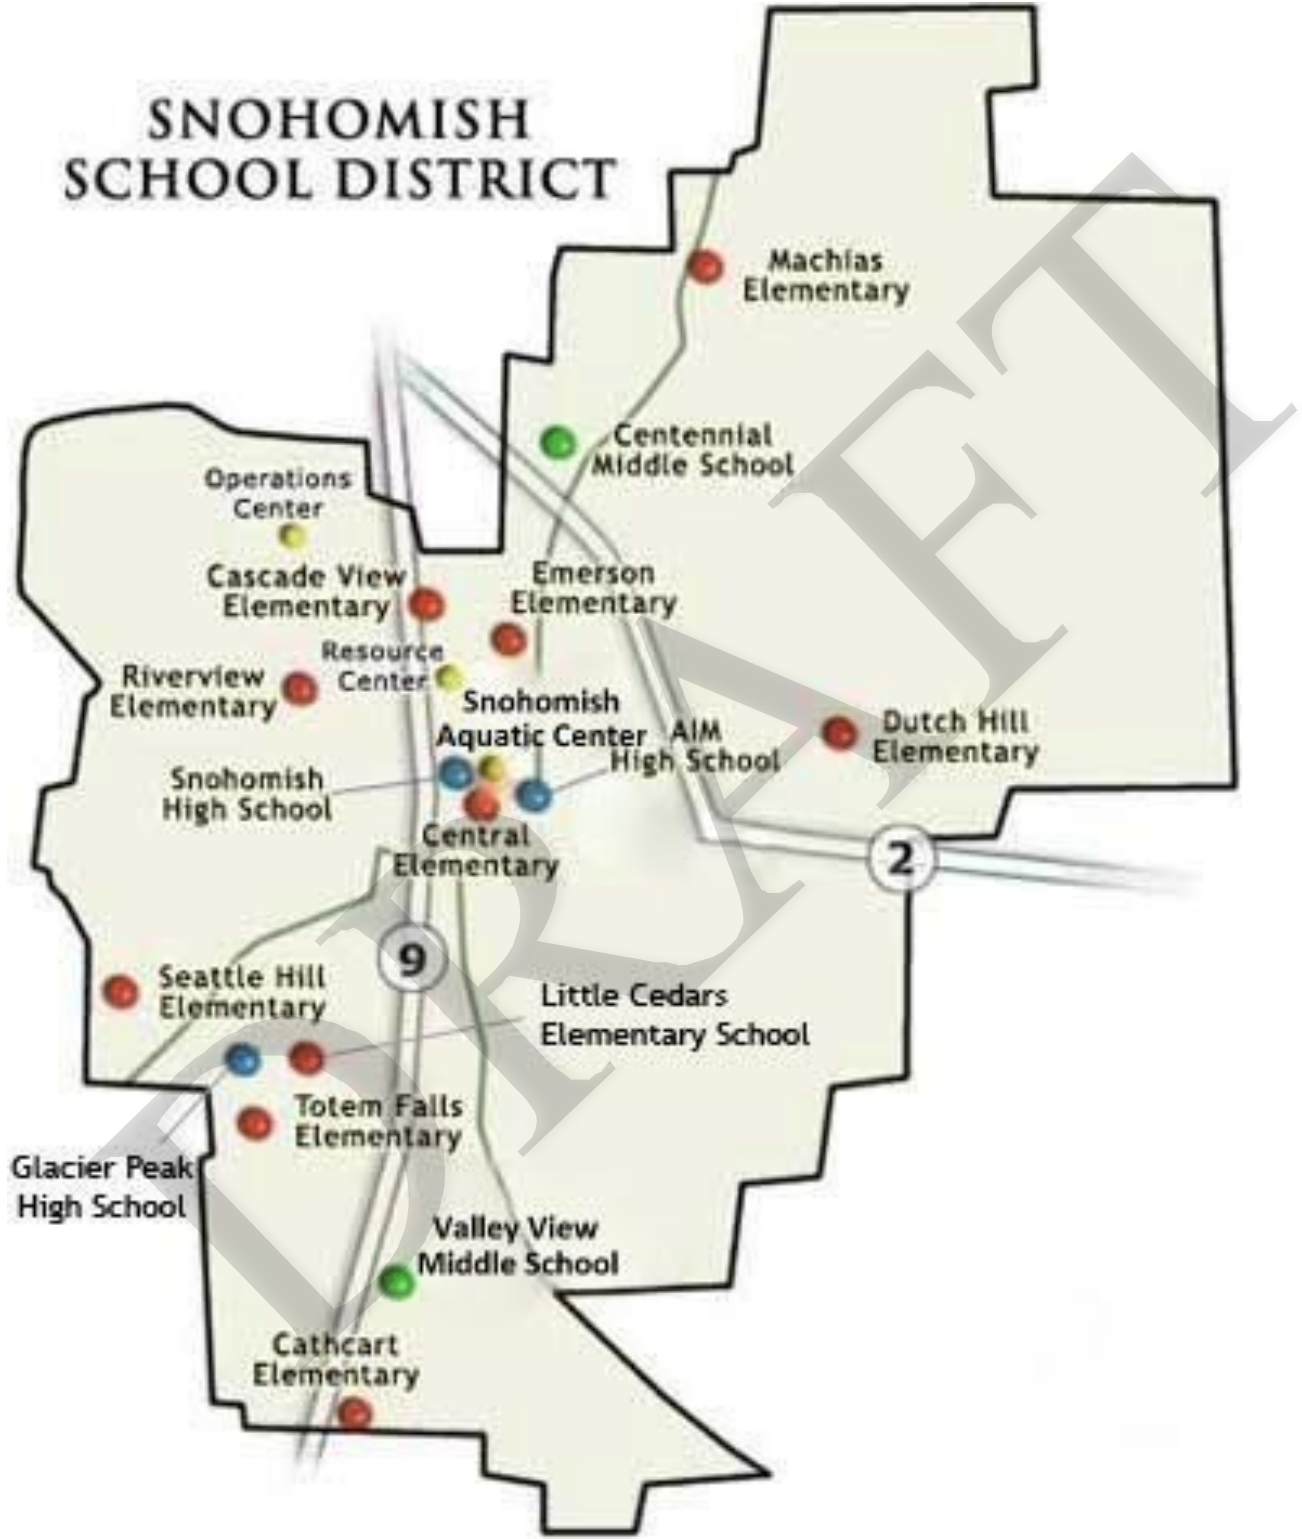 SNOHOMISH
SCHOOL DISTRICT
Machias
Elementary
Centennial
Middle School
Operations
Center
Cascade View
Elementary
Emerson
Elementary
Resource
Center
Riverview
Elementary
Snohomish
Aquatic Center
AIM
High School
Dutch Hill
Elementary
Snohomish
High School
Central
Elementary
2
9
Seattle Hill
Elementary
Little Cedars
Elementary School
Totem Falls
Elementary
Glacier Peak
High School
Valley View
Middle School
Cathcart
Elementary
DRAFT